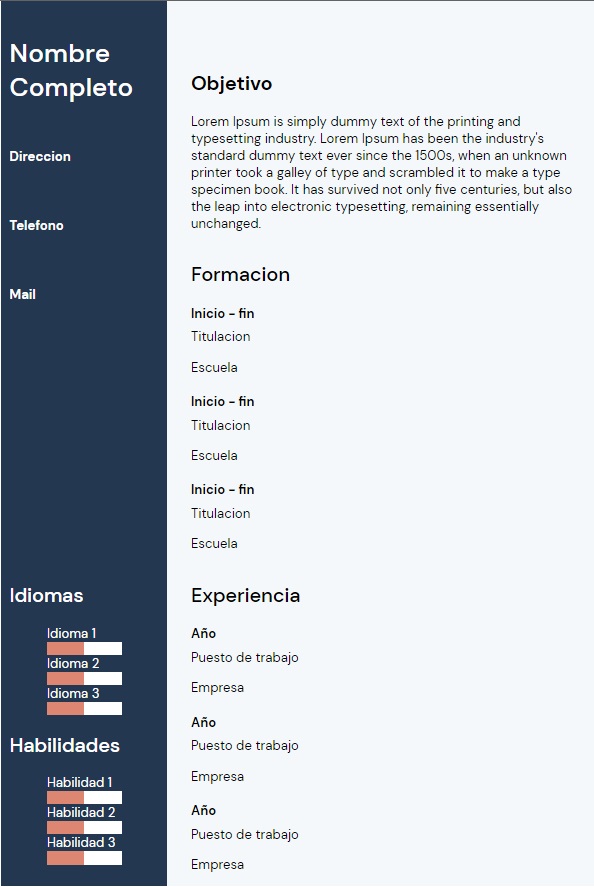 Nombre
Completo
Direccion
Telefono
Mail
Idiomas
Idioma 1
Idioma 2
Idioma 3
Habilidades
Habilidad 1
Habilidad 2
Habilidad 3
Objetivo
Lorem Ipsum is simply dummy text of the printing and
typesetting industry. Lorem Ipsum has been the industry's
standard dummy text ever since the 1500s, when an unknown
printer took a galley of type and scrambled it to make a type
specimen book. It has survived not only five centuries, but also
the leap into electronic typesetting, remaining essentially
unchanged.
Formacion
Inicio - fin
Titulacion
Escuela
Inicio - fin
Titulacion
Escuela
Inicio - fin
Titulacion
Escuela
Experiencia
Año
Puesto de trabajo
Empresa
Año
Puesto de trabajo
Empresa
Año
Puesto de trabajo
Empresa